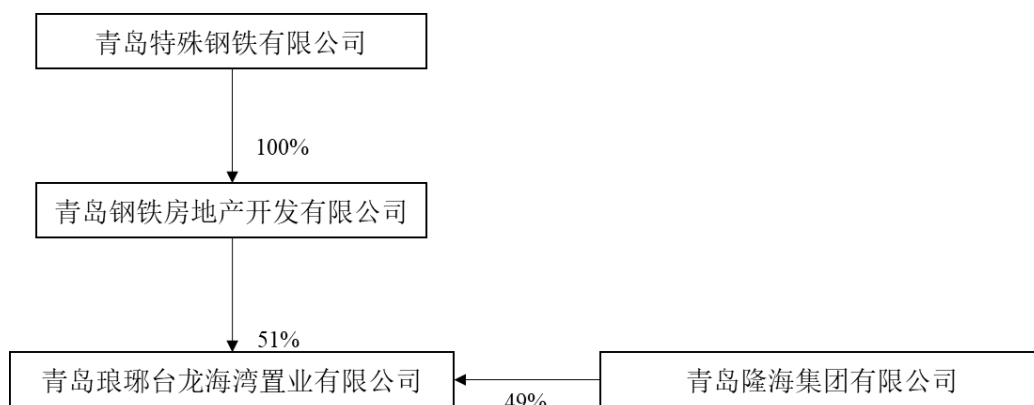 青岛特殊钢铁有限公司
100%
青岛钢铁房地产开发有限公司
51%
青岛琅琊台龙海湾置业有限公司
青岛隆海集团有限公司
49%